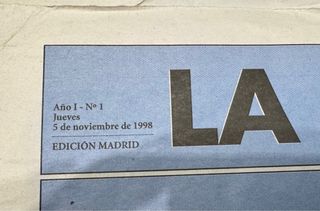 Año I - Nº 1
Jueves
5 de noviembre de 1998
EDICIÓN MADRID
LA